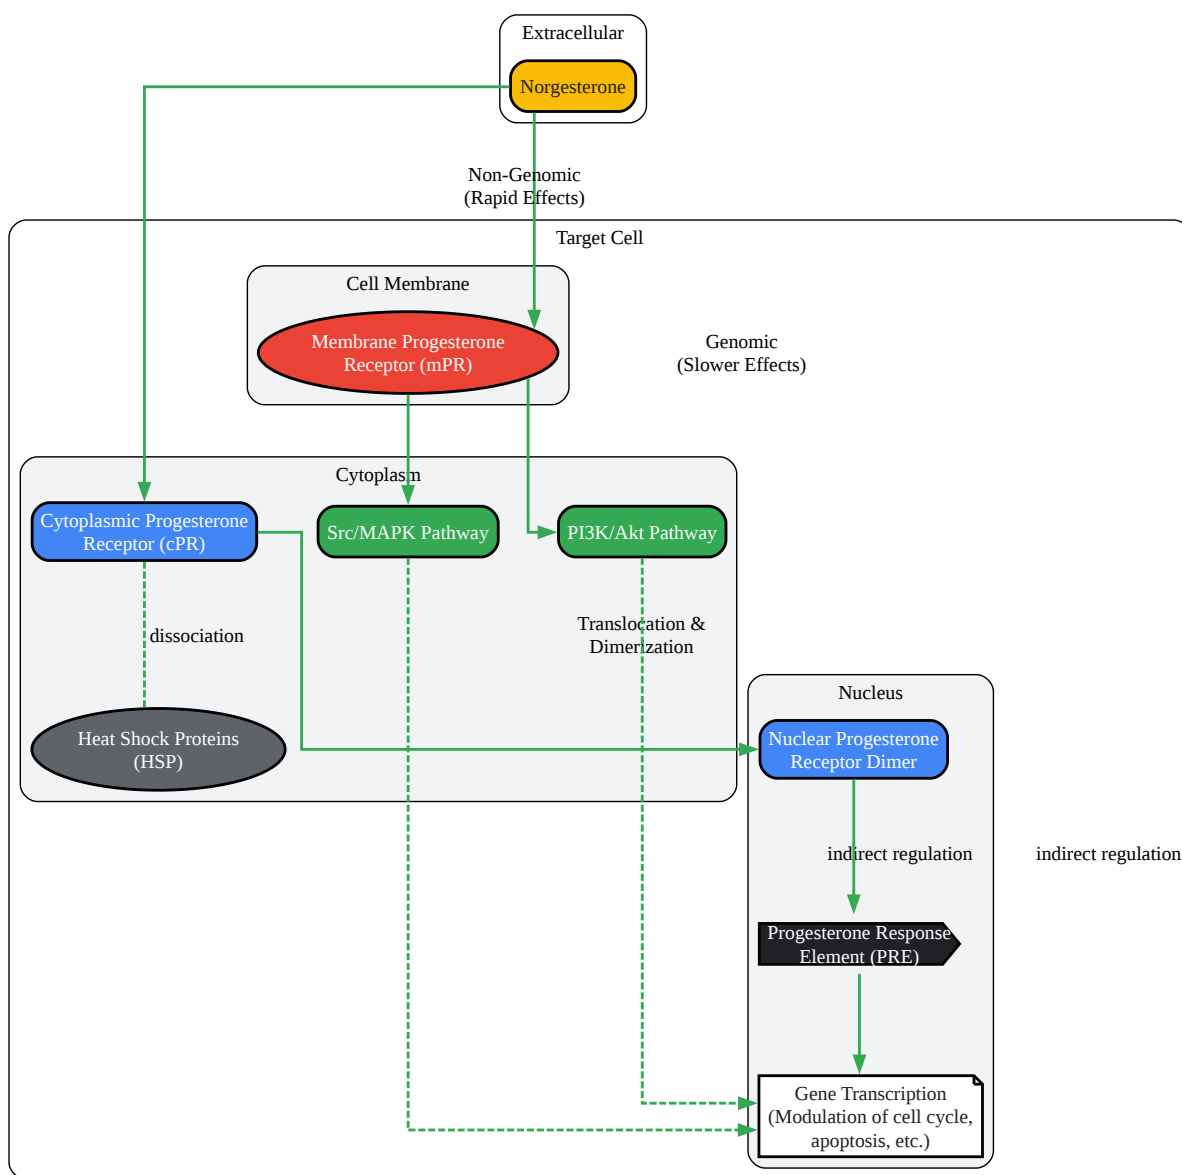 Extracellular
Norgesterone
Non-Genomic
(Rapid Effects)
Target Cell
Cell Membrane
Membrane Progesterone
Receptor (mPR)
Genomic
(Slower Effects)
Cytoplasm
Cytoplasmic Progesterone
Receptor (cPR)
Src/MAPK Pathway
PI3K/Akt Pathway
dissociation
Translocation &
Dimerization
Heat Shock Proteins
(HSP)
Nucleus
Nuclear Progesterone
Receptor Dimer
indirect regulation
indirect regulation
Progesterone Response
Element (PRE)
Gene Transcription
(Modulation of cell cycle,
apoptosis, etc.)